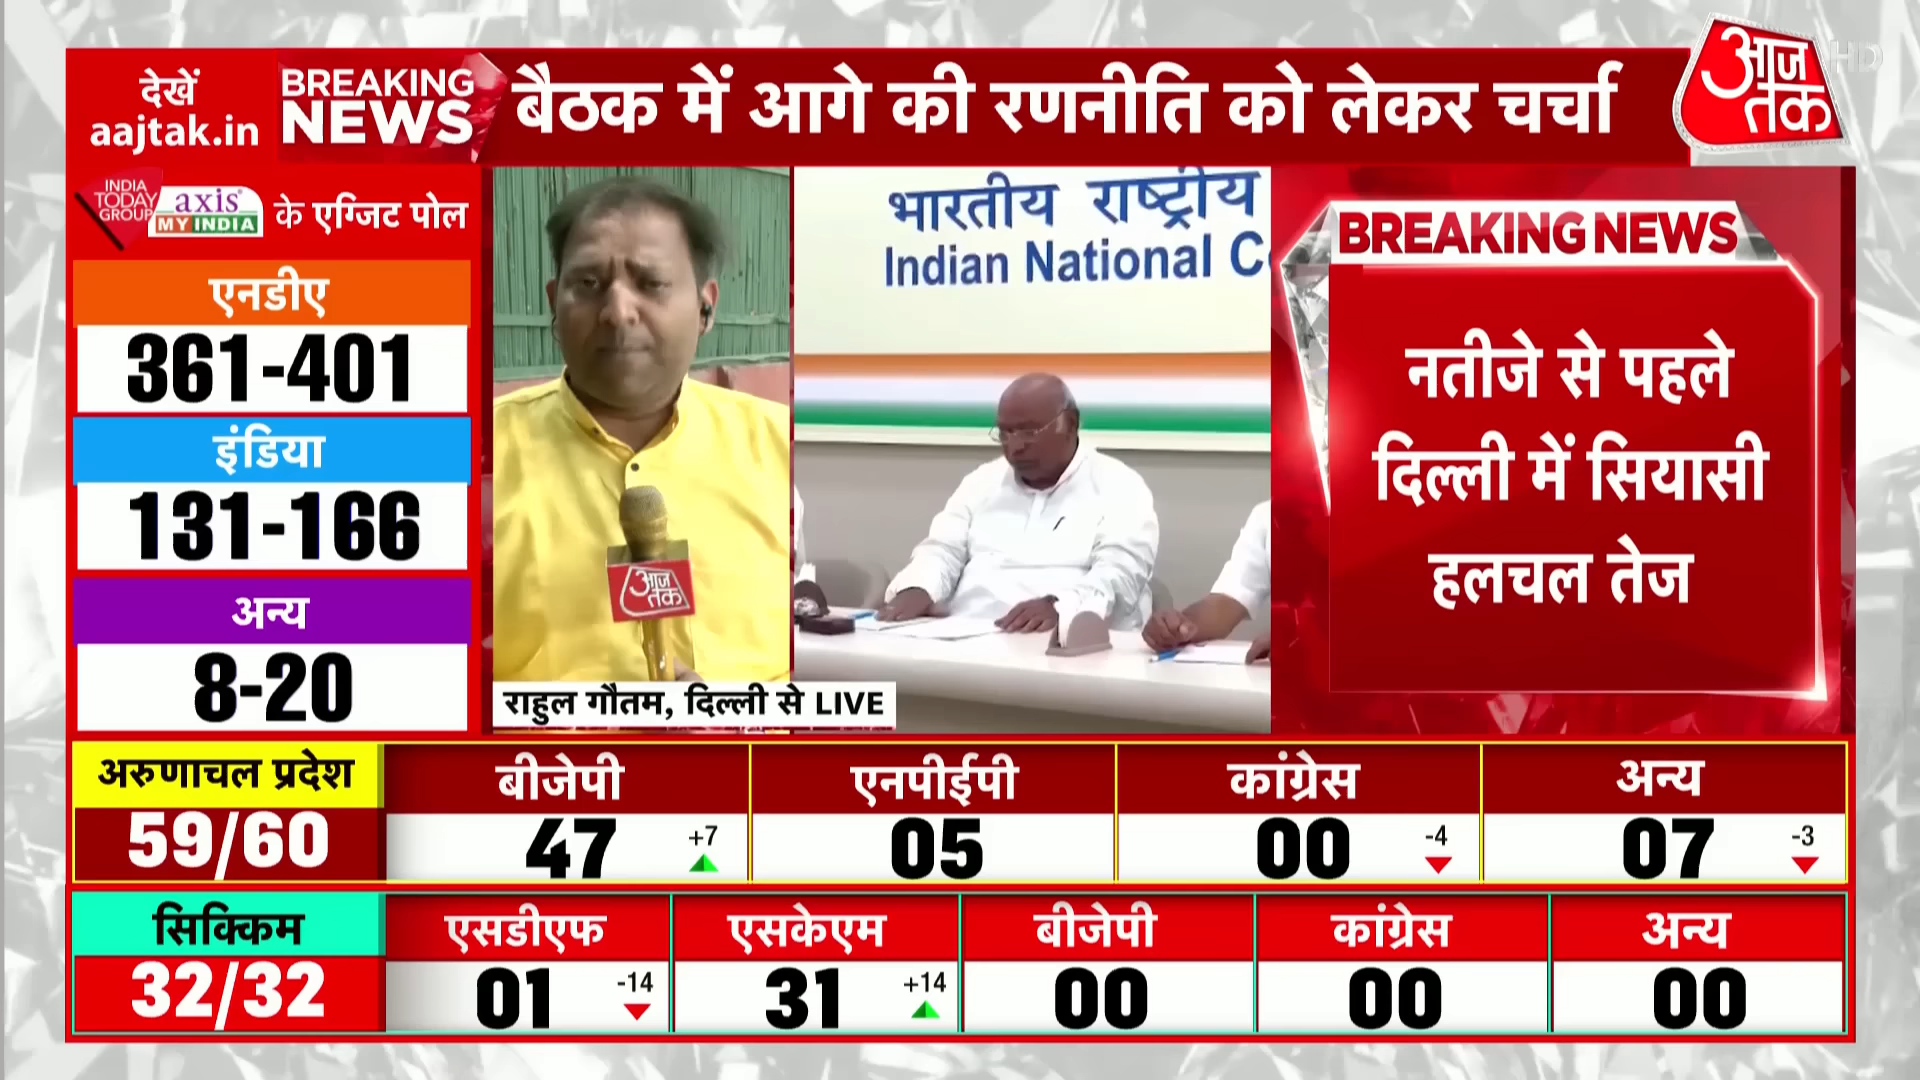 देखें
aajtak.in
BREAKING
NEWS
बैठक में आगे की रणनीति को लेकर चर्चा
आज
तक
HD
INDIA
TODAY
GROUP
axis
MY INDIA
के एग्जिट पोल
एनडीए
361-401
इंडिया
131-166
अन्य
8-20
भारतीय राष्ट्रीय
Indian National C
आज
तक
राहुल गौतम, दिल्ली से LIVE
BREAKING NEWS
नतीजे से पहले
दिल्ली में सियासी
हलचल तेज
अरुणाचल प्रदेश बीजेपी एनपीईपी कांग्रेस अन्य
59/60 47 +7 05 00 -4 07 -3
सिक्किम एसडीएफ एसकेएम बीजेपी कांग्रेस अन्य
32/32 01 -14 31 +14 00 00 00